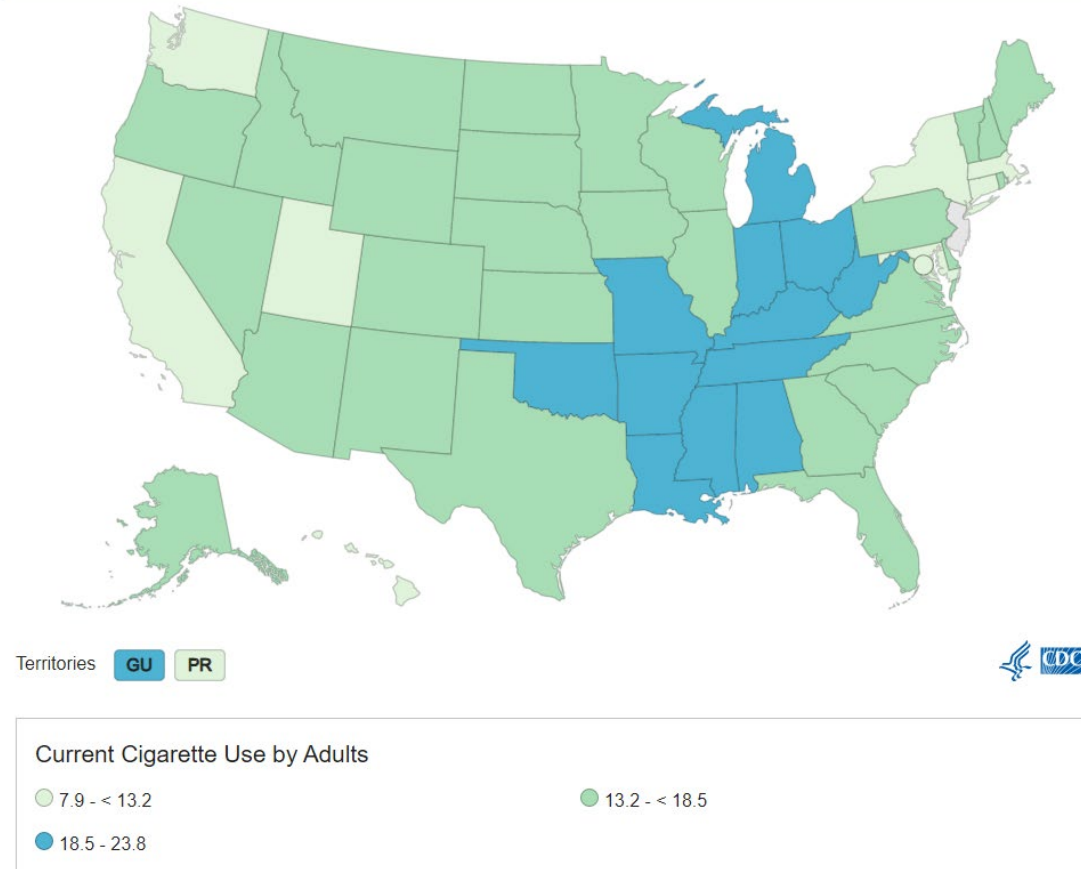 Territories GU PR
CDC
Current Cigarette Use by Adults
7.9 - < 13.2
13.2 - < 18.5
18.5 - 23.8